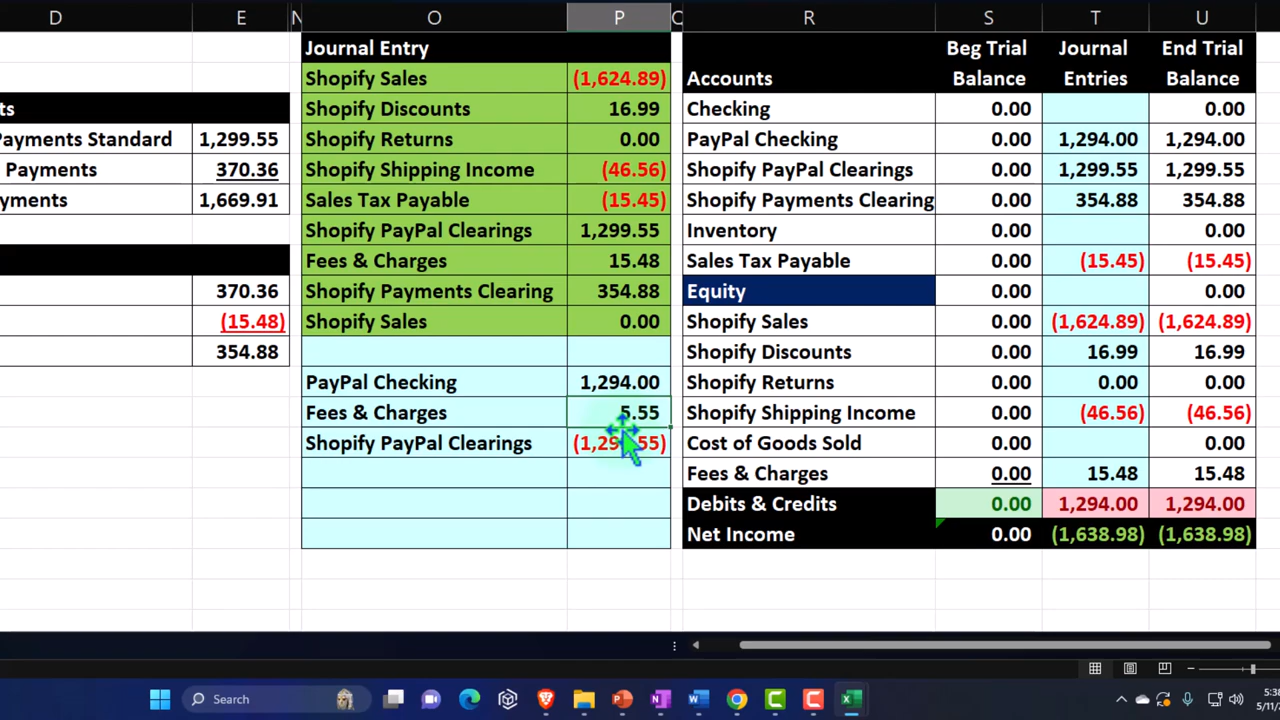 D E N O P Q R S T U
Journal Entry Beg Trial Journal End Trial
Shopify Sales (1,624.89) Accounts Balance Entries Balance
ts Shopify Discounts 16.99 Checking 0.00 0.00
Payments Standard 1,299.55 Shopify Returns 0.00 PayPal Checking 0.00 1,294.00 1,294.00
Payments 370.36 Shopify Shipping Income (46.56) Shopify PayPal Clearings 0.00 1,299.55 1,299.55
yments 1,669.91 Sales Tax Payable (15.45) Shopify Payments Clearing 0.00 354.88 354.88
Shopify PayPal Clearings 1,299.55 Inventory 0.00 0.00
Fees & Charges 15.48 Sales Tax Payable 0.00 (15.45) (15.45)
370.36 Shopify Payments Clearing 354.88 Equity 0.00 0.00
(15.48) Shopify Sales 0.00 Shopify Sales 0.00 (1,624.89) (1,624.89)
354.88 Shopify Discounts 0.00 16.99 16.99
PayPal Checking 1,294.00 Shopify Returns 0.00 0.00 0.00
Fees & Charges 5.55 Shopify Shipping Income 0.00 (46.56) (46.56)
Shopify PayPal Clearings Cost of Goods Sold 0.00 0.00
Fees & Charges 0.00 15.48 15.48
Debits & Credits 0.00 1,294.00 1,294.00
Net Income 0.00 (1,638.98) (1,638.98)
Search 5:38
5/11/